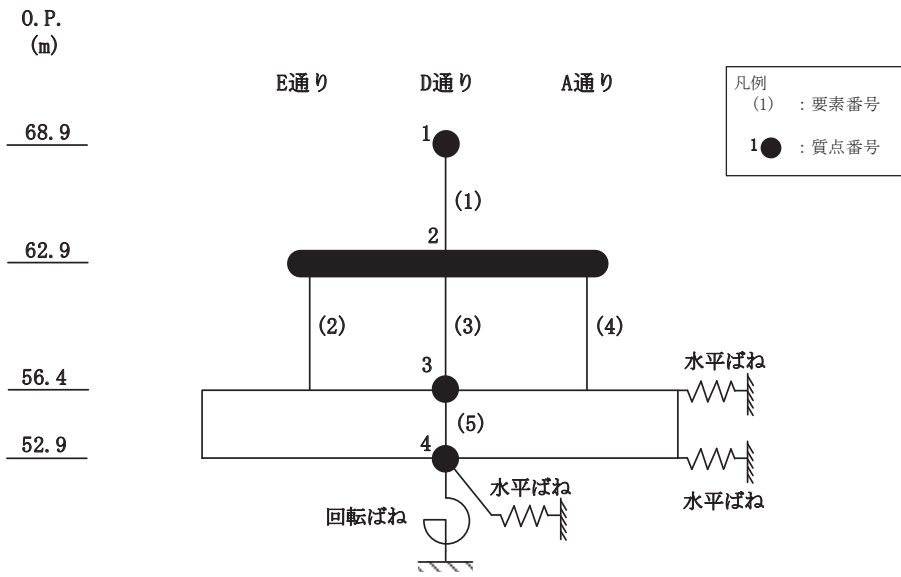 O.P.
(m)
E通り D通り A通り
凡例
(1) : 要素番号
1 : 質点番号
68.9
1
(1)
2
62.9
(2) (3) (4)
3
56.4
水平ばね
(5)
4
52.9
水平ばね
水平ばね
回転ばね